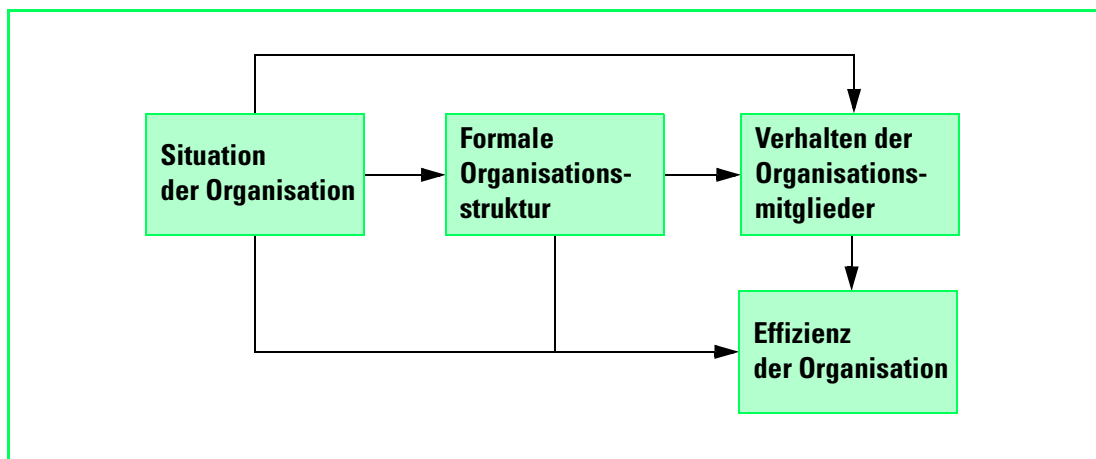 Situation
der Organisation
Formale
Organisations-
struktur
Verhalten der
Organisations-
mitglieder
Effizienz
der Organisation